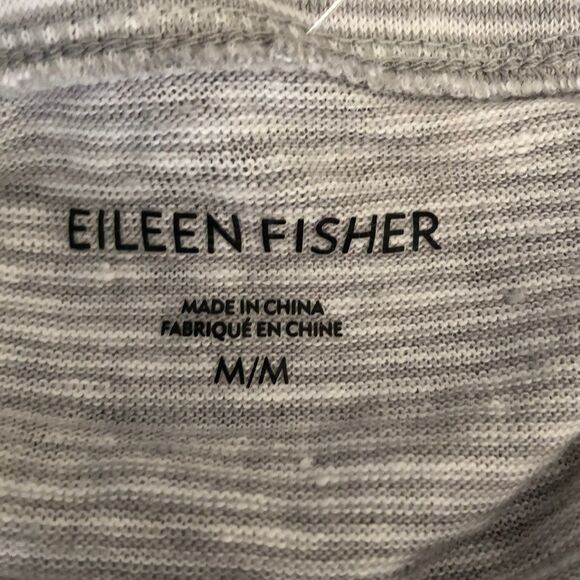 EILEEN FISHER
MADE IN CHINA
FABRIQUÉ EN CHINE
M/M